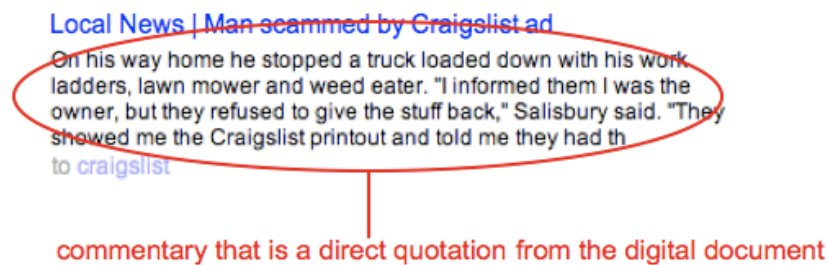 Local News | Man scammed by Craigslist ad
On his way home he stopped a truck loaded down with his work
ladders, lawn mower and weed eater. "I informed them I was the
owner, but they refused to give the stuff back," Salisbury said. "They
showed me the Craigslist printout and told me they had th
to craigslist
commentary that is a direct quotation from the digital document